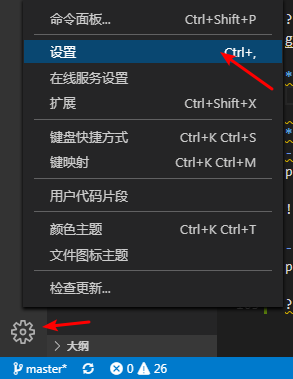 命令面板... Ctrl+Shift+P
设置 Ctrl+,
在线服务设置
扩展 Ctrl+Shift+X
键盘快捷方式 Ctrl+K Ctrl+S
键映射 Ctrl+K Ctrl+M
用户代码片段
颜色主题 Ctrl+K Ctrl+T
文件图标主题
检查更新...
大纲
master* 0 26